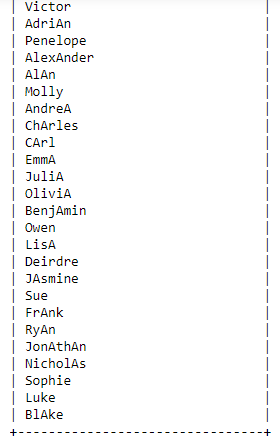 | Victor |
| AdriAn |
| Penelope |
| AlexAnder |
| AlAn |
| Molly |
| AndreA |
| ChArles |
| CArl |
| EmmA |
| JuliA |
| OliviA |
| BenjAmin |
| Owen |
| LisA |
| Deirdre |
| JAsmine |
| Sue |
| FrAnk |
| RyAn |
| JonAthAn |
| NicholAs |
| Sophie |
| Luke |
| BlAke |
+--------------------------------+